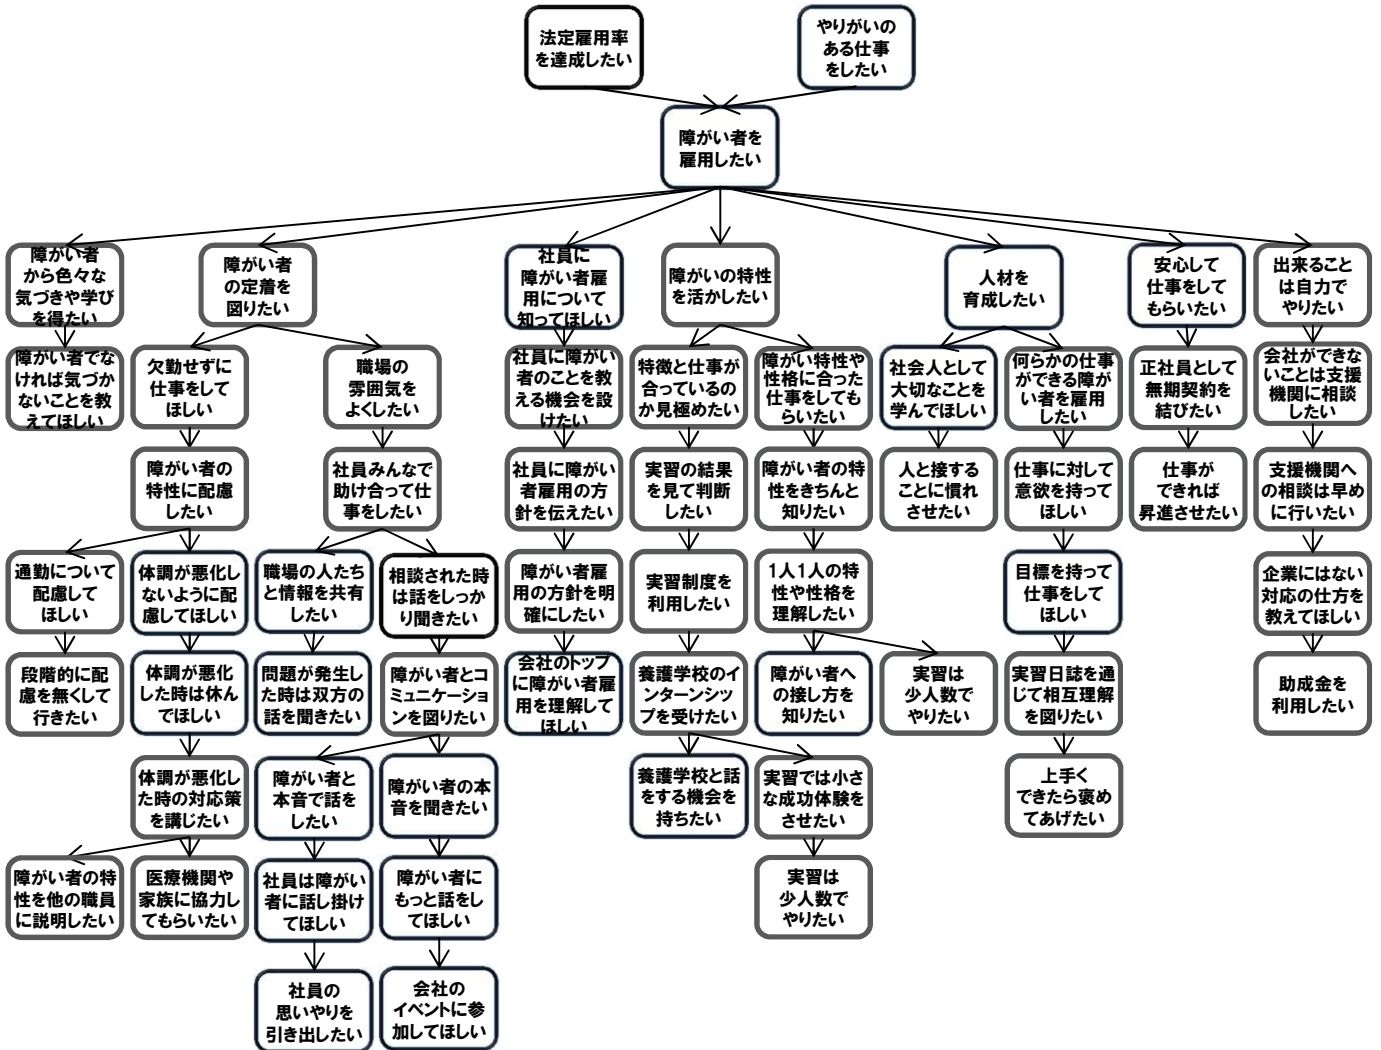 法定雇用率
を達成したい
やりがいの
ある仕事
をしたい
障がい者を
雇用したい
障がい者
から色々な
気づきや学び
を得たい
障がい者
の定着を
図りたい
社員に
障がい者雇
用について
知ってほしい
障がいの特性
を活かしたい
人材を
育成したい
安心して
仕事をして
もらいたい
出来ること
は自力で
やりたい
障がい者でな
ければ気づか
ないことを教
えてほしい
欠勤せずに
仕事をして
ほしい
職場の
雰囲気を
よくしたい
社員に障がい
者のことを教
える機会を設
けたい
特徴と仕事が
合っているの
か見極めたい
障がい特性や
性格に合った
仕事をしても
らいたい
社会人として
大切なことを
学んでほしい
何らかの仕事
ができる障が
い者を雇用
したい
正社員として
無期契約を
結びたい
会社ができな
いことは支援
機関に相談
したい
障がい者の
特性に配慮
したい
社員みんなで
助け合って仕
事をしたい
社員に障がい
者雇用の方
針を伝えたい
実習の結果
を見て判断
したい
障がい者の特
性をきちんと
知りたい
人と接する
ことに慣れ
させたい
仕事に対して
意欲を持って
ほしい
仕事が
できれば
昇進させたい
支援機関へ
の相談は早め
に行いたい
通勤について
配慮して
ほしい
体調が悪化し
ないように配
慮してほしい
職場の人たち
と情報を共有
したい
相談された時
は話をしっか
り聞きたい
障がい者雇
用の方針を明
確にしたい
実習制度を
利用したい
1人1人の特
性や性格を
理解したい
目標を持って
仕事をして
ほしい
企業にはない
対応の仕方を
教えてほしい
段階的に配
慮を無くして
行きたい
体調が悪化
した時は休ん
でほしい
問題が発生し
た時は双方の
話を聞きたい
障がい者とコ
ミュニケーショ
ンを図りたい
会社のトップ
に障がい者雇
用を理解して
ほしい
養護学校のイ
ンターンシッ
プを受けたい
障がい者へ
の接し方を
知りたい
実習は
少人数で
やりたい
実習日誌を通
じて相互理解
を図りたい
助成金を
利用したい
体調が悪化し
た時の対応策
を講じたい
障がい者と
本音で話を
したい
障がい者の本
音を聞きたい
養護学校と話
をする機会を
持ちたい
実習では小さ
な成功体験を
させたい
上手く
できたら褒め
てあげたい
障がい者の特
性を他の職員
に説明したい
医療機関や
家族に協力し
てもらいたい
社員は障がい
者に話し掛け
てほしい
障がい者に
もっと話をし
てほしい
実習は
少人数で
やりたい
社員の
思いやりを
引き出したい
会社の
イベントに参
加してほしい